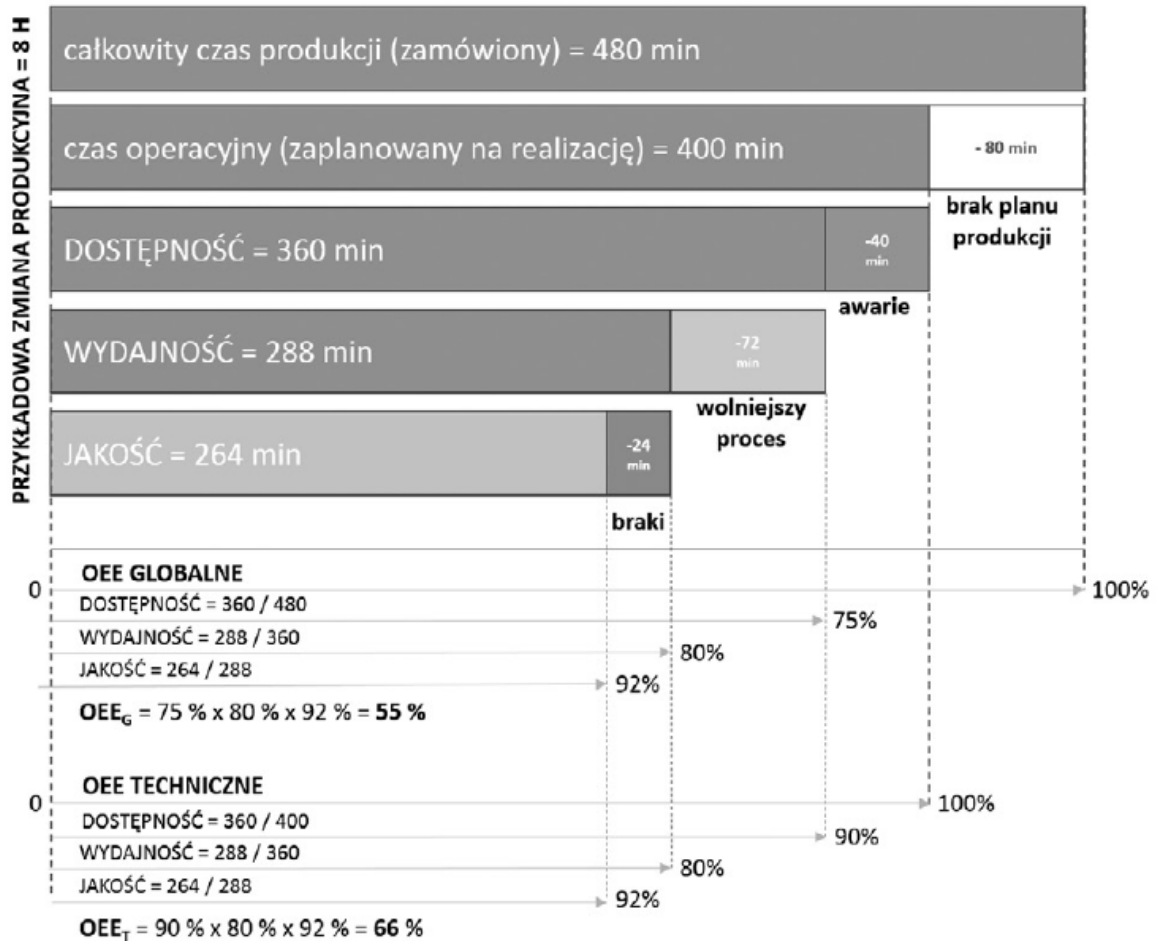 PRZYKŁADOWA ZMIANA PRODUKCYJNA = 8 H
całkowity czas produkcji (zamówiony) = 480 min
czas operacyjny (zaplanowany na realizację) = 400 min
- 80 min
brak planu
produkcji
DOSTĘPNOŚĆ = 360 min
-40
min
awarie
WYDAJNOŚĆ = 288 min
-72
min
wolniejszy
proces
JAKOŚĆ = 264 min
-24
min
braki
OEE GLOBALNE
0
100%
DOSTĘPNOŚĆ = 360 / 480
75%
WYDAJNOŚĆ = 288 / 360
80%
JAKOŚĆ = 264 / 288
92%
OEE_G = 75 % x 80 % x 92 % = 55 %
OEE TECHNICZNE
0
100%
DOSTĘPNOŚĆ = 360 / 400
90%
WYDAJNOŚĆ = 288 / 360
80%
JAKOŚĆ = 264 / 288
92%
OEE_T = 90 % x 80 % x 92 % = 66 %